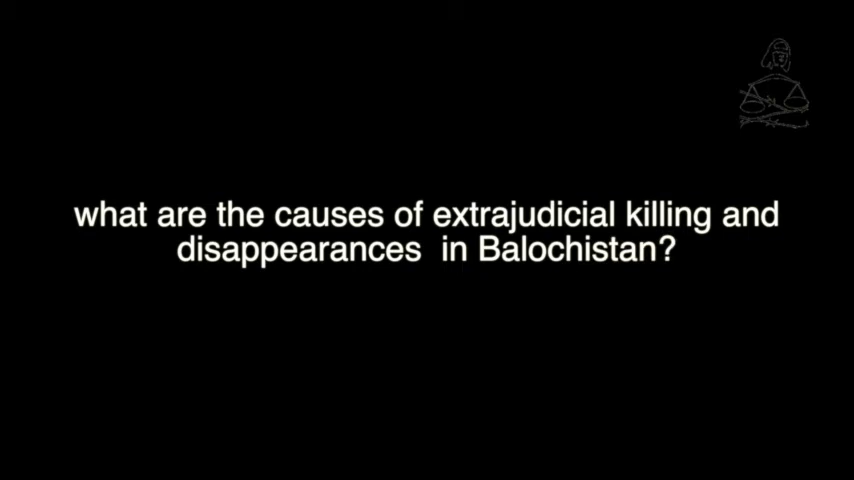 what are the causes of extrajudicial killing and
disappearances  in Balochistan?